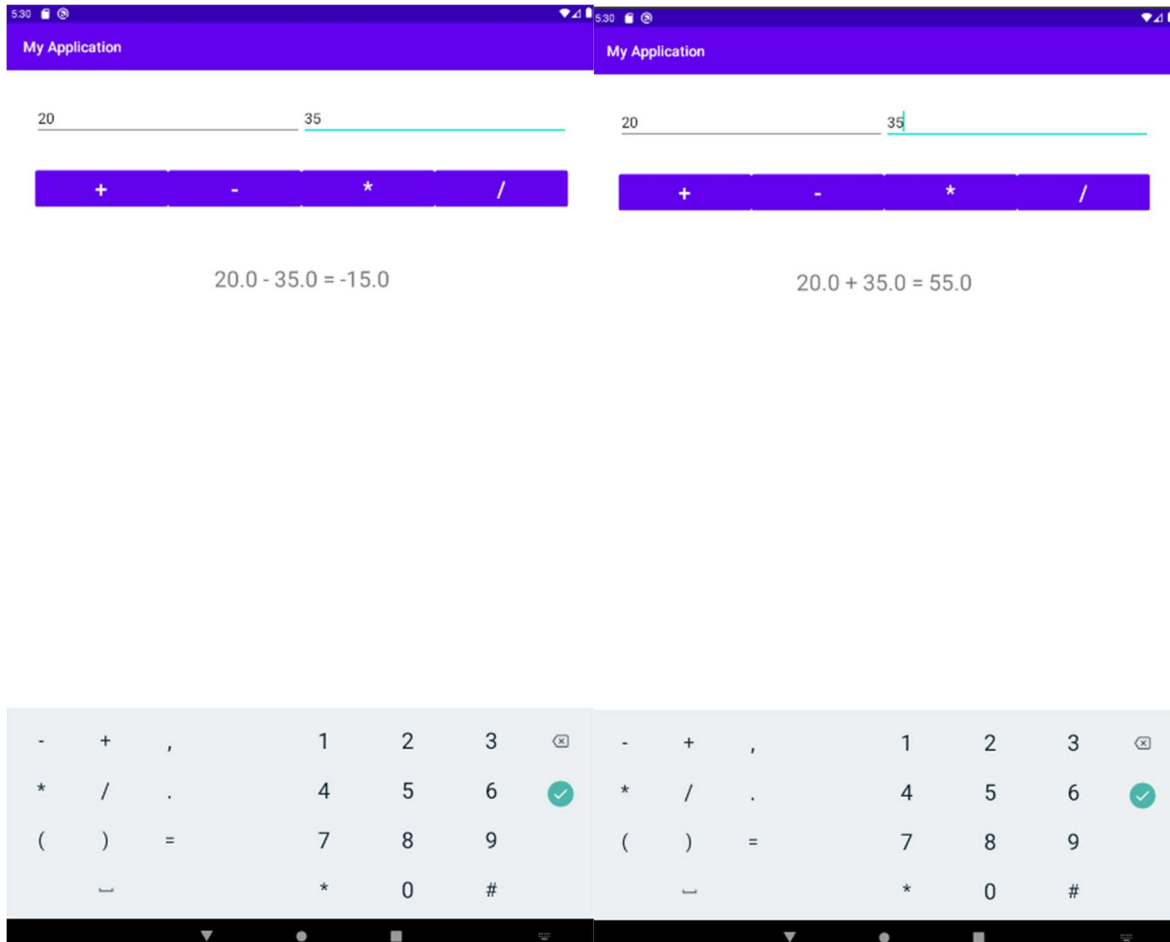 5:30
My Application
20 35
+ - * /
20.0 - 35.0 = -15.0
- + , 1 2 3
* / . 4 5 6
( ) = 7 8 9
* 0 #
5:30
My Application
20 35
+ - * /
20.0 + 35.0 = 55.0
- + , 1 2 3
* / . 4 5 6
( ) = 7 8 9
* 0 #